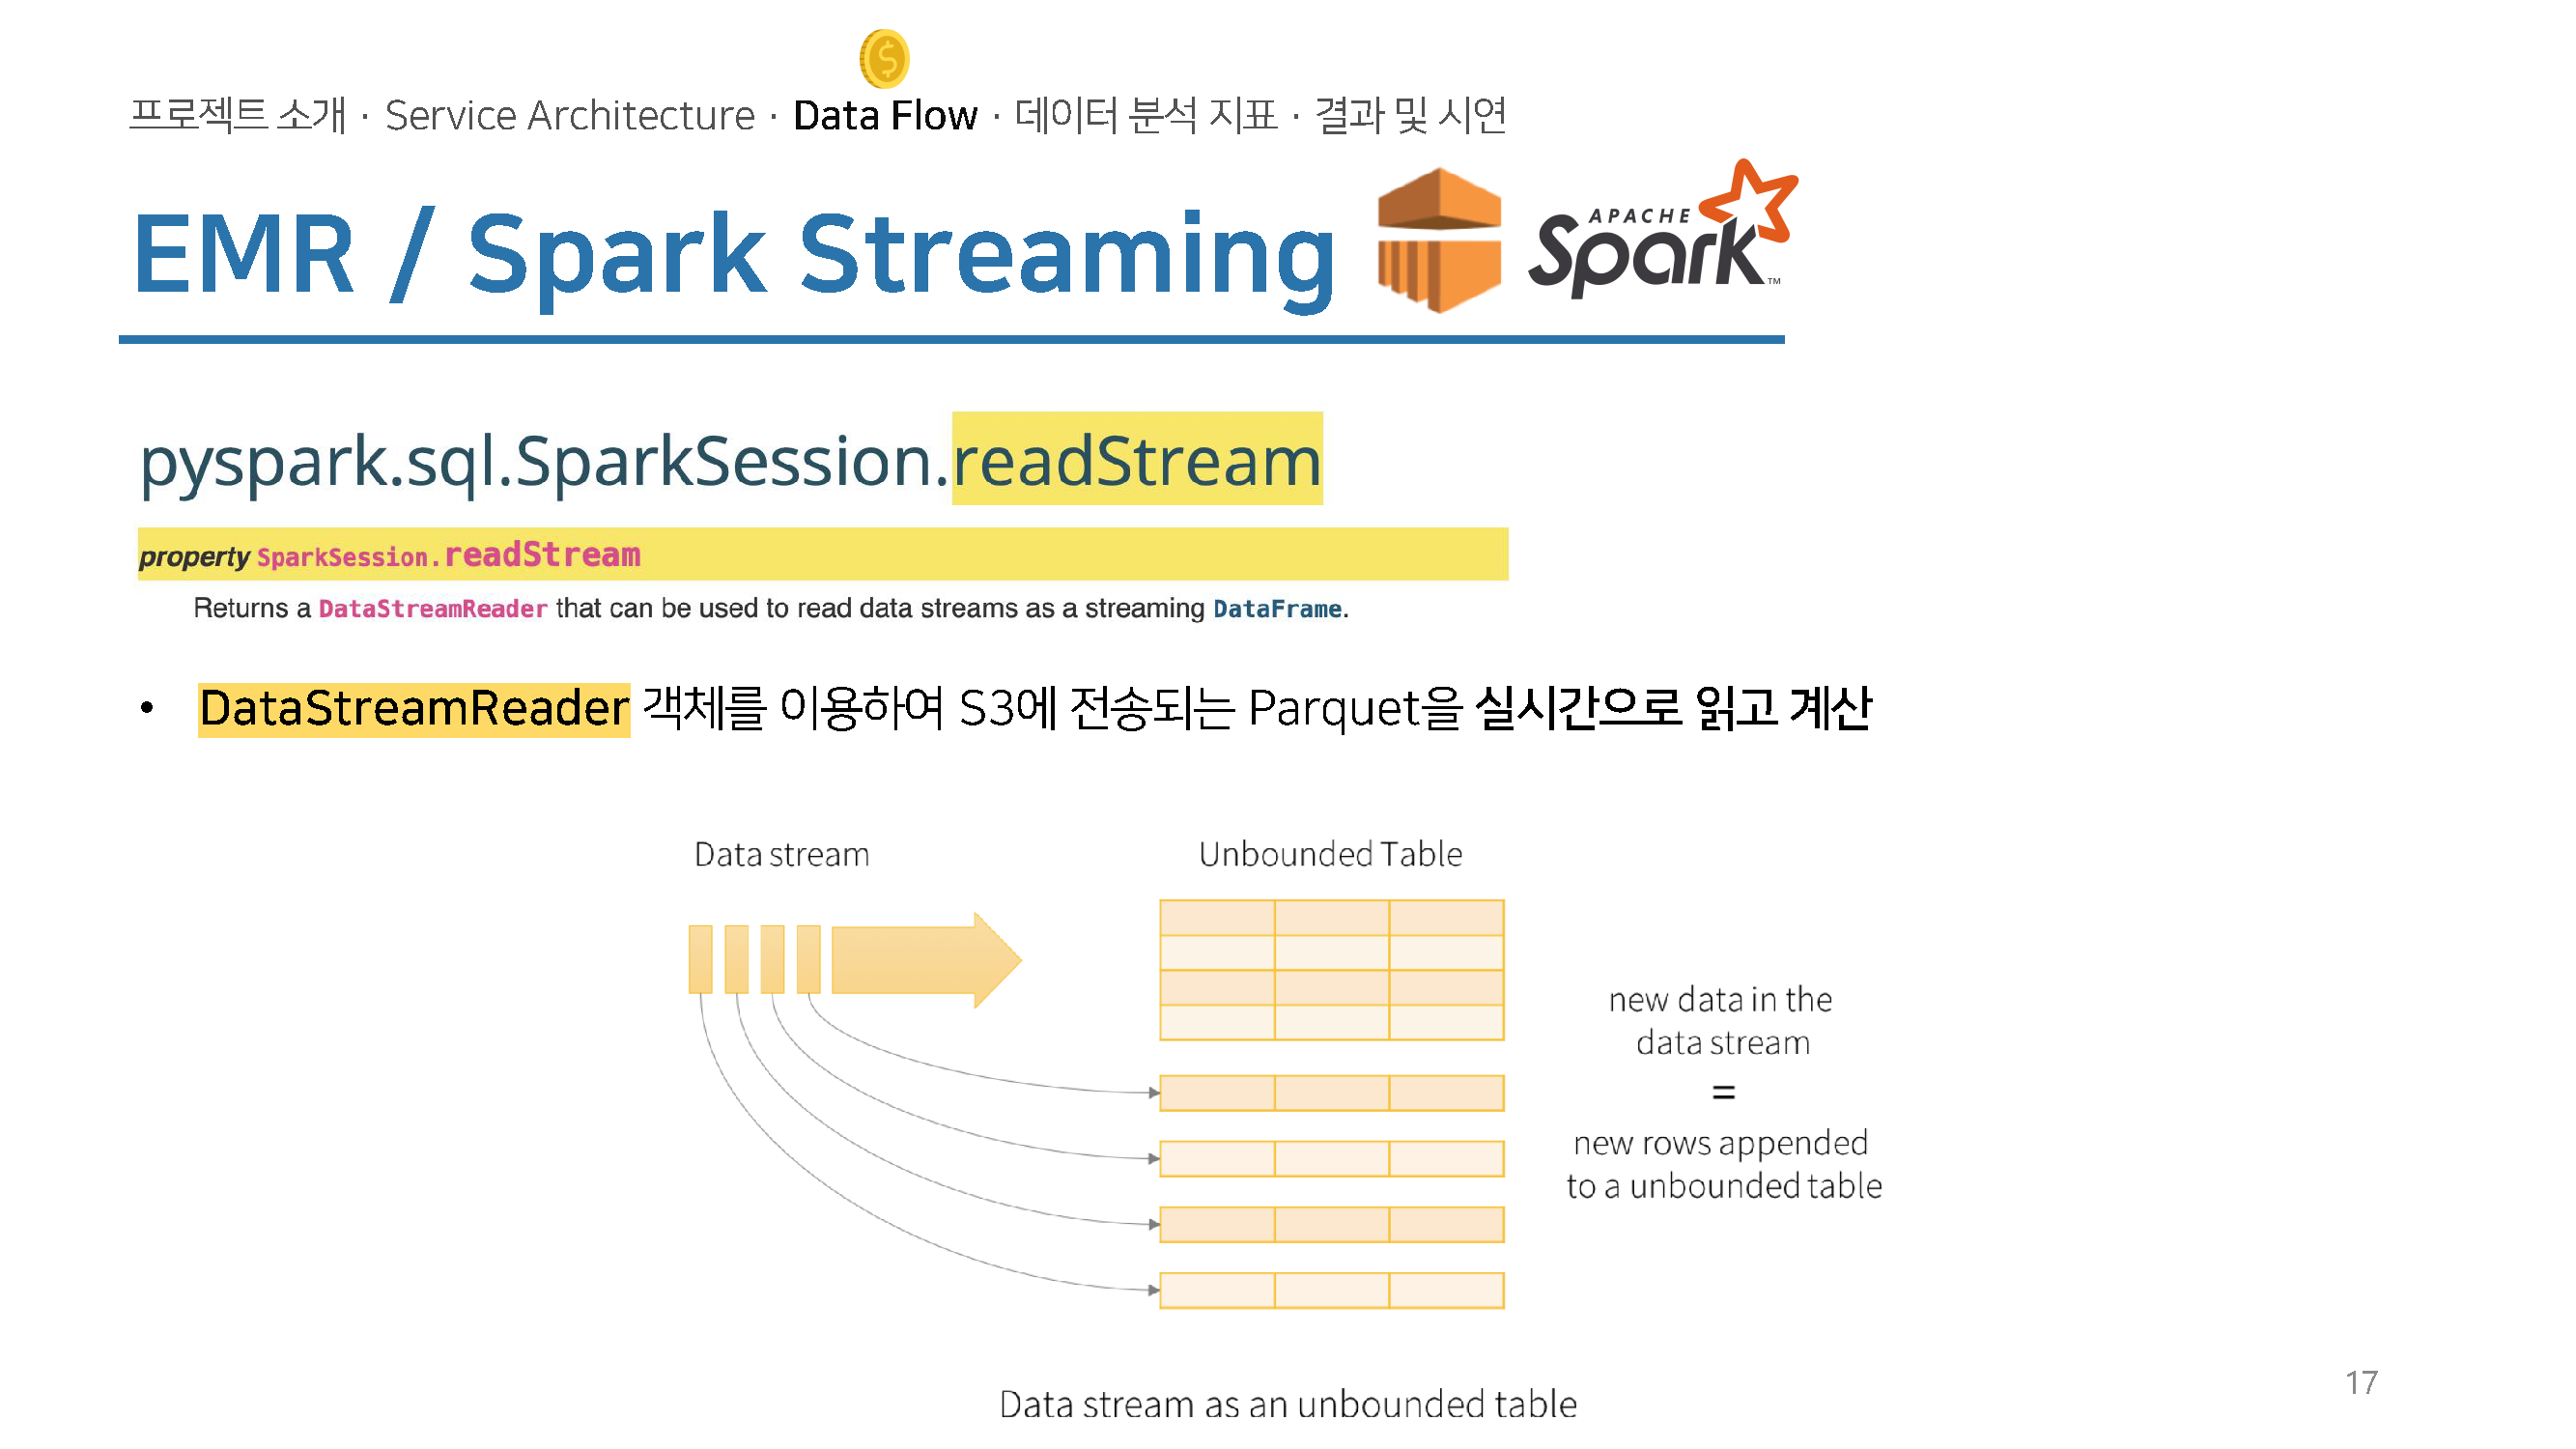 프로젝트 소개 · Service Architecture · Data Flow · 데이터 분석 지표 · 결과 및 시연
EMR / Spark Streaming
APACHE
Spark™
pyspark.sql.SparkSession.readStream
property SparkSession.readStream
Returns a DataStreamReader that can be used to read data streams as a streaming DataFrame.
• DataStreamReader 객체를 이용하여 S3에 전송되는 Parquet을 실시간으로 읽고 계산
Data stream
Unbounded Table
new data in the
data stream
=
new rows appended
to a unbounded table
Data stream as an unbounded table
17